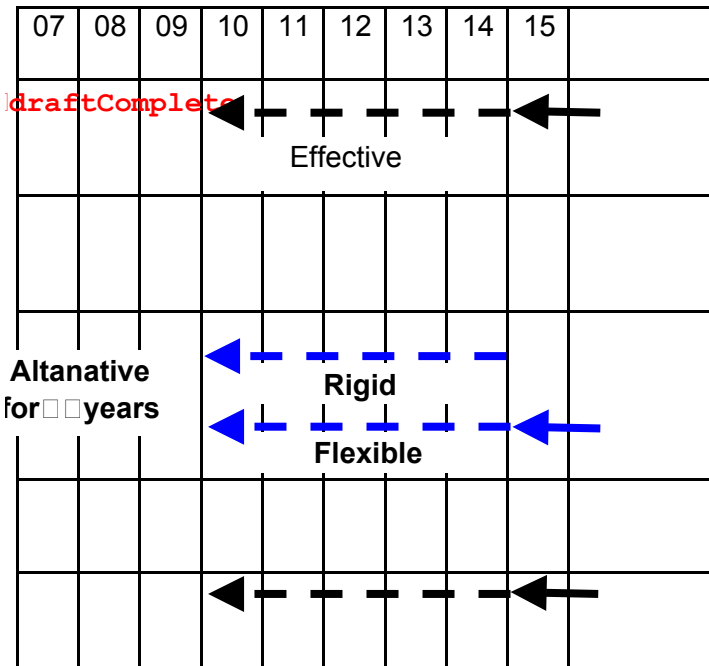 07 08 09 10 11 12 13 14 15
draftComplete
Effective
Altanative
for□□years
Rigid
Flexible